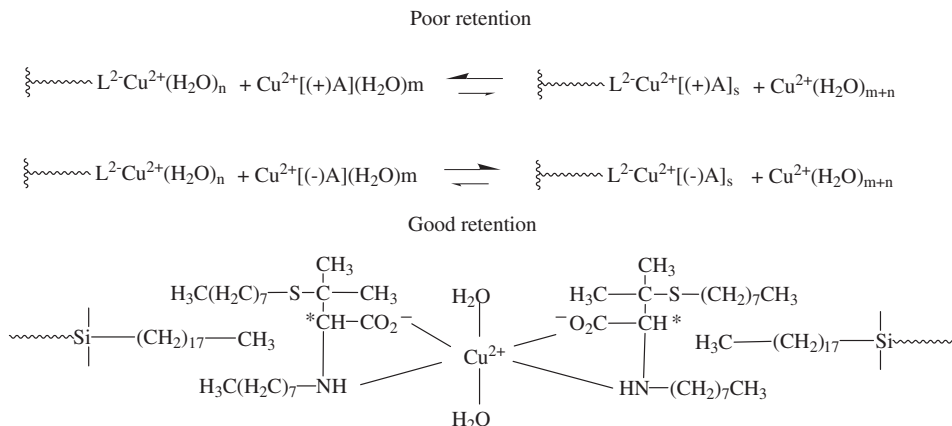 Poor retention
L²⁻Cu²⁺(H₂O)ₙ + Cu²⁺[(+)A](H₂O)m L²⁻Cu²⁺[(+)A]ₛ + Cu²⁺(H₂O)ₘ₊ₙ
L²⁻Cu²⁺(H₂O)ₙ + Cu²⁺[(-)A](H₂O)m L²⁻Cu²⁺[(-)A]ₛ + Cu²⁺(H₂O)ₘ₊ₙ
Good retention
CH₃ CH₃
H₃C(H₂C)₇–S–C–CH₃ H₂O H₃C–C–S–(CH₂)₇CH₃
*CH–CO₂⁻ ⁻O₂C–CH*
Si–(CH₂)₁₇–CH₃ Cu²⁺ H₃C–(CH₂)₁₇–Si
H₃C(H₂C)₇–NH HN–(CH₂)₇CH₃
H₂O